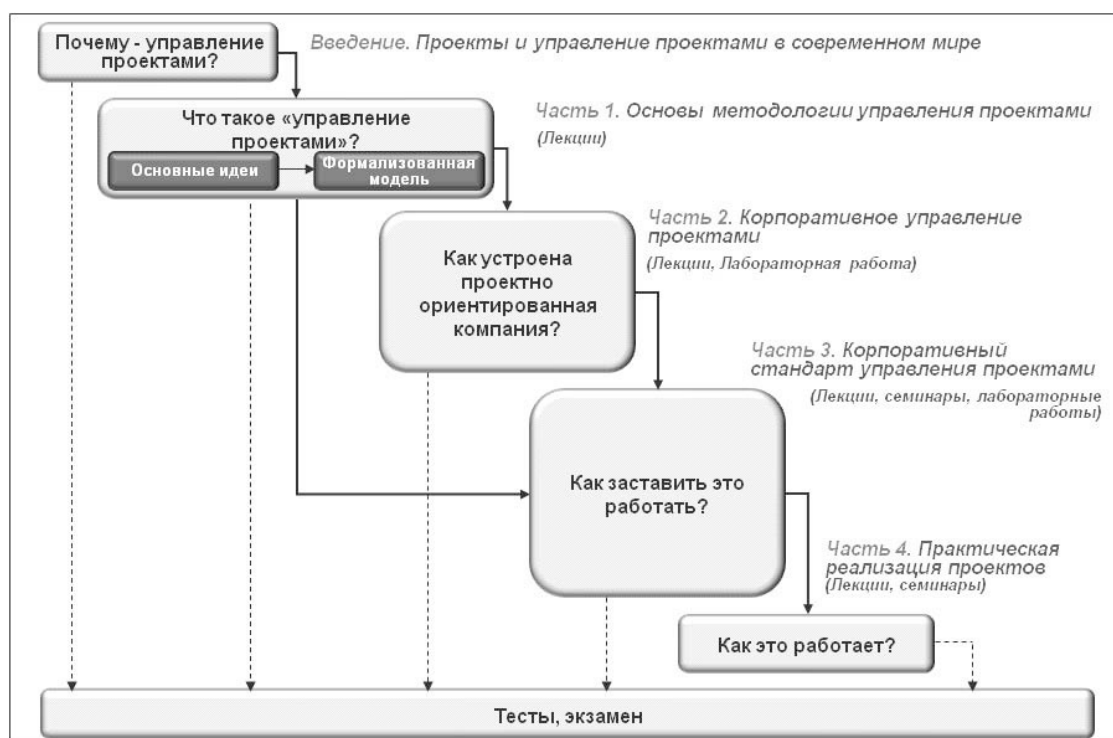 Почему - управление
проектами?
Введение. Проекты и управление проектами в современном мире
Что такое «управление
проектами»?
Основные идеи
Формализованная
модель
Часть 1. Основы методологии управления проектами
(Лекции)
Как устроена
проектно
ориентированная
компания?
Часть 2. Корпоративное управление
проектами
(Лекции, Лабораторная работа)
Часть 3. Корпоративный
стандарт управления проектами
(Лекции, семинары, лабораторные
работы)
Как заставить это
работать?
Часть 4. Практическая
реализация проектов
(Лекции, семинары)
Как это работает?
Тесты, экзамен